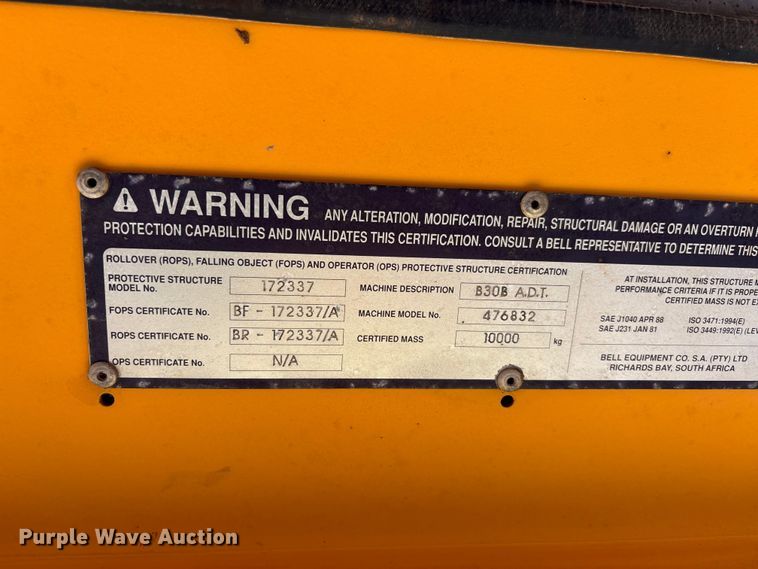 WARNING ANY ALTERATION, MODIFICATION, REPAIR, STRUCTURAL DAMAGE OR AN OVERTURN
PROTECTION CAPABILITIES AND INVALIDATES THIS CERTIFICATION. CONSULT A BELL REPRESENTATIVE TO DETERMINE THIS
ROLLOVER (ROPS), FALLING OBJECT (FOPS) AND OPERATOR (OPS) PROTECTIVE STRUCTURE CERTIFICATION
PROTECTIVE STRUCTURE MODEL No. 172337 MACHINE DESCRIPTION B30B A.D.T.
FOPS CERTIFICATE No. BF - 172337/A MACHINE MODEL No. 476832
ROPS CERTIFICATE No. BR - 172337/A CERTIFIED MASS 10000 kg
OPS CERTIFICATE No. N/A
AT INSTALLATION, THIS STRUCTURE
PERFORMANCE CRITERIA IF IT IS
CERTIFIED MASS IS NOT
SAE J1040 APR 88 ISO 3471:1994(E)
SAE J231 JAN 81 ISO 3449:1992(E)
BELL EQUIPMENT CO. S.A. (PTY) LTD
RICHARDS BAY, SOUTH AFRICA
Purple Wave Auction